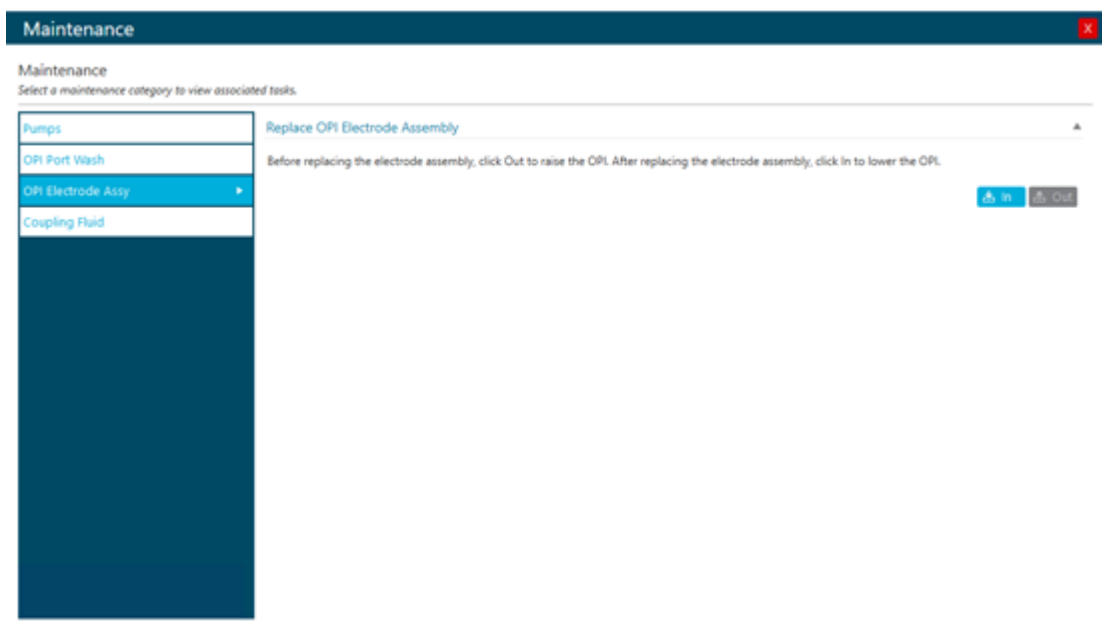 Maintenance
X
Maintenance
Select a maintenance category to view associated tasks.
Pumps
OPI Port Wash
OPI Electrode Assy
Coupling Fluid
Replace OPI Electrode Assembly
Before replacing the electrode assembly, click Out to raise the OPI. After replacing the electrode assembly, click In to lower the OPI.
In Out